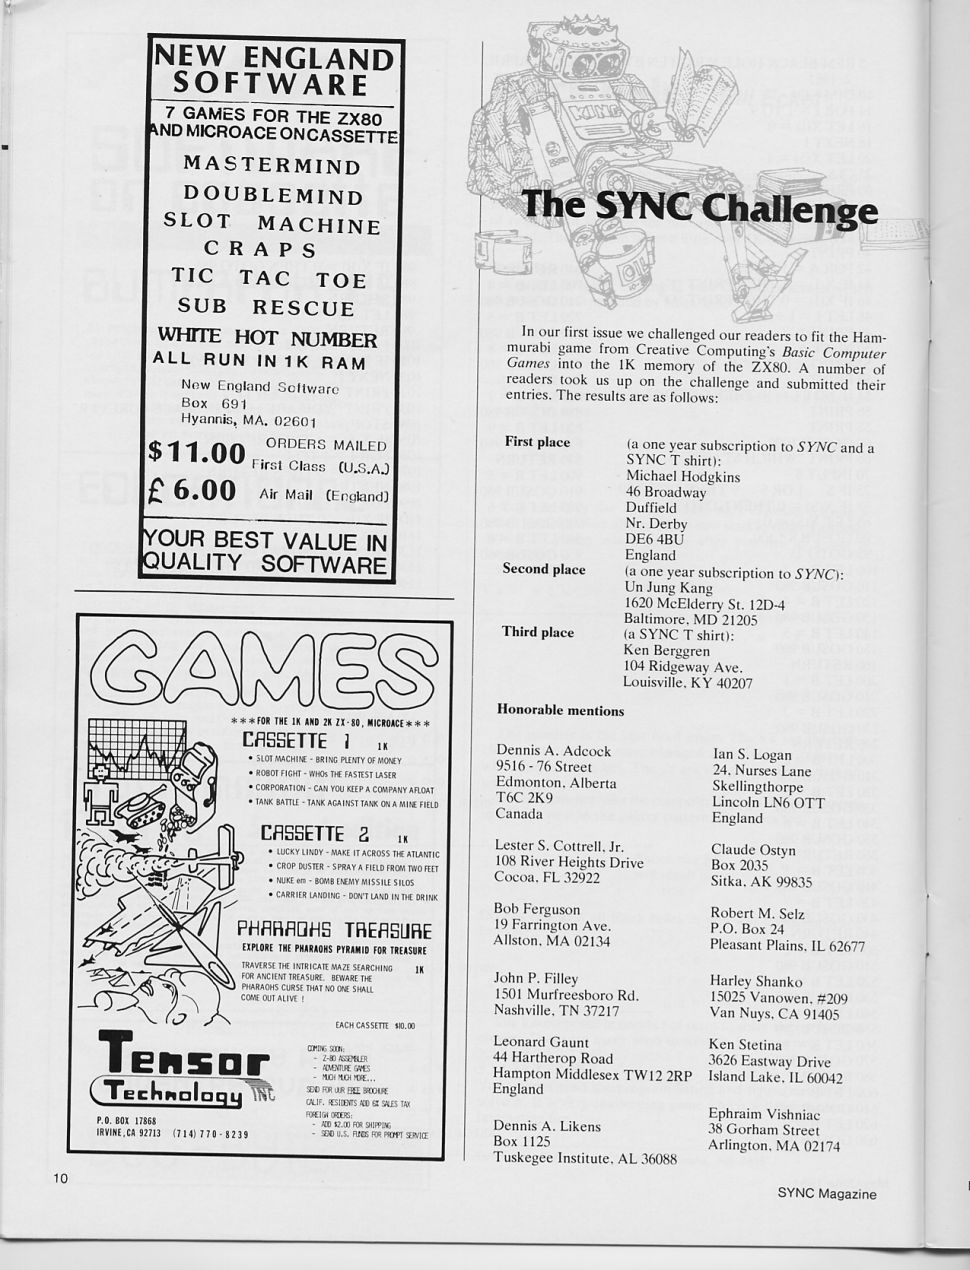 NEW ENGLAND
SOFTWARE
7 GAMES FOR THE ZX80
AND MICROACE ON CASSETTE
MASTERMIND
DOUBLEMIND
SLOT MACHINE
CRAPS
TIC TAC TOE
SUB RESCUE
WHITE HOT NUMBER
ALL RUN IN 1K RAM
New England Software
Box 691
Hyannis, MA. 02601
$11.00 ORDERS MAILED
First Class (U.S.A.)
£ 6.00 Air Mail (England)
YOUR BEST VALUE IN
QUALITY SOFTWARE
GAMES
***FOR THE 1K AND 2K ZX-80, MICROACE***
CASSETTE 1 1K
• SLOT MACHINE - BRING PLENTY OF MONEY
• ROBOT FIGHT - WHOs THE FASTEST LASER
• CORPORATION - CAN YOU KEEP A COMPANY AFLOAT
• TANK BATTLE - TANK AGAINST TANK ON A MINE FIELD
CASSETTE 2 1K
• LUCKY LINDY - MAKE IT ACROSS THE ATLANTIC
• CROP DUSTER - SPRAY A FIELD FROM TWO FEET
• NUKE em - BOMB ENEMY MISSILE SILOS
• CARRIER LANDING - DON'T LAND IN THE DRINK
PHARAOHS TREASURE
EXPLORE THE PHARAOHS PYRAMID FOR TREASURE
TRAVERSE THE INTRICATE MAZE SEARCHING 1K
FOR ANCIENT TREASURE. BEWARE THE
PHARAOHS CURSE THAT NO ONE SHALL
COME OUT ALIVE !
EACH CASSETTE $10.00
Tensor
Technology INC
P.O. BOX 17868
IRVINE,CA 92713 (714) 770-8239
COMING SOON:
- Z-80 ASSEMBLER
- ADVENTURE GAMES
- MUCH MUCH MORE...
SEND FOR OUR FREE BROCHURE
CALIF. RESIDENTS ADD 6% SALES TAX
FOREIGN ORDERS:
- ADD $2.00 FOR SHIPPING
- SEND U.S. FUNDS FOR PROMPT SERVICE
10
The SYNC Challenge
In our first issue we challenged our readers to fit the Ham-
murabi game from Creative Computing's Basic Computer
Games into the 1K memory of the ZX80. A number of
readers took us up on the challenge and submitted their
entries. The results are as follows:
First place (a one year subscription to SYNC and a
SYNC T shirt):
Michael Hodgkins
46 Broadway
Duffield
Nr. Derby
DE6 4BU
England
Second place (a one year subscription to SYNC):
Un Jung Kang
1620 McElderry St. 12D-4
Baltimore, MD 21205
Third place (a SYNC T shirt):
Ken Berggren
104 Ridgeway Ave.
Louisville, KY 40207
Honorable mentions
Dennis A. Adcock
9516 - 76 Street
Edmonton, Alberta
T6C 2K9
Canada
Lester S. Cottrell, Jr.
108 River Heights Drive
Cocoa, FL 32922
Bob Ferguson
19 Farrington Ave.
Allston, MA 02134
John P. Filley
1501 Murfreesboro Rd.
Nashville, TN 37217
Leonard Gaunt
44 Hartherop Road
Hampton Middlesex TW12 2RP
England
Dennis A. Likens
Box 1125
Tuskegee Institute, AL 36088
Ian S. Logan
24, Nurses Lane
Skellingthorpe
Lincoln LN6 OTT
England
Claude Ostyn
Box 2035
Sitka, AK 99835
Robert M. Selz
P.O. Box 24
Pleasant Plains, IL 62677
Harley Shanko
15025 Vanowen, #209
Van Nuys, CA 91405
Ken Stetina
3626 Eastway Drive
Island Lake, IL 60042
Ephraim Vishniac
38 Gorham Street
Arlington, MA 02174
SYNC Magazine